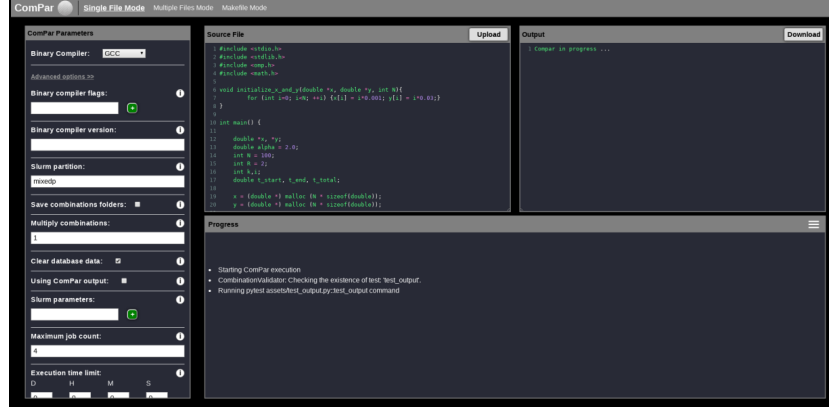 ComPar
Single File Mode
Multiple Files Mode
Makefile Mode
ComPar Parameters
Binary Compiler:
GCC
Advanced options >>
Binary compiler flags:
Binary compiler version:
Slurm partition:
mixedp
Save combinations folders:
Multiply combinations:
1
Clear database data:
Using ComPar output:
Slurm parameters:
Maximum job count:
4
Execution time limit:
D H M S
Source File
Upload
1 #include <stdio.h>
2 #include <stdlib.h>
3 #include <omp.h>
4 #include <math.h>
5
6 void initialize_x_and_y(double *x, double *y, int N){
7 for (int i=0; i<N; ++i) {x[i] = i*0.001; y[i] = i*0.03;}
8 }
9
10 int main() {
11
12 double *x, *y;
13 double alpha = 2.0;
14 int N = 100;
15 int R = 2;
16 int k,i;
17 double t_start, t_end, t_total;
18
19 x = (double *) malloc (N * sizeof(double));
20 y = (double *) malloc (N * sizeof(double));
Output
Download
1 Compar in progress ...
Progress
Starting ComPar execution
CombinationValidator: Checking the existence of test: 'test_output'.
Running pytest assets/test_output.py::test_output command